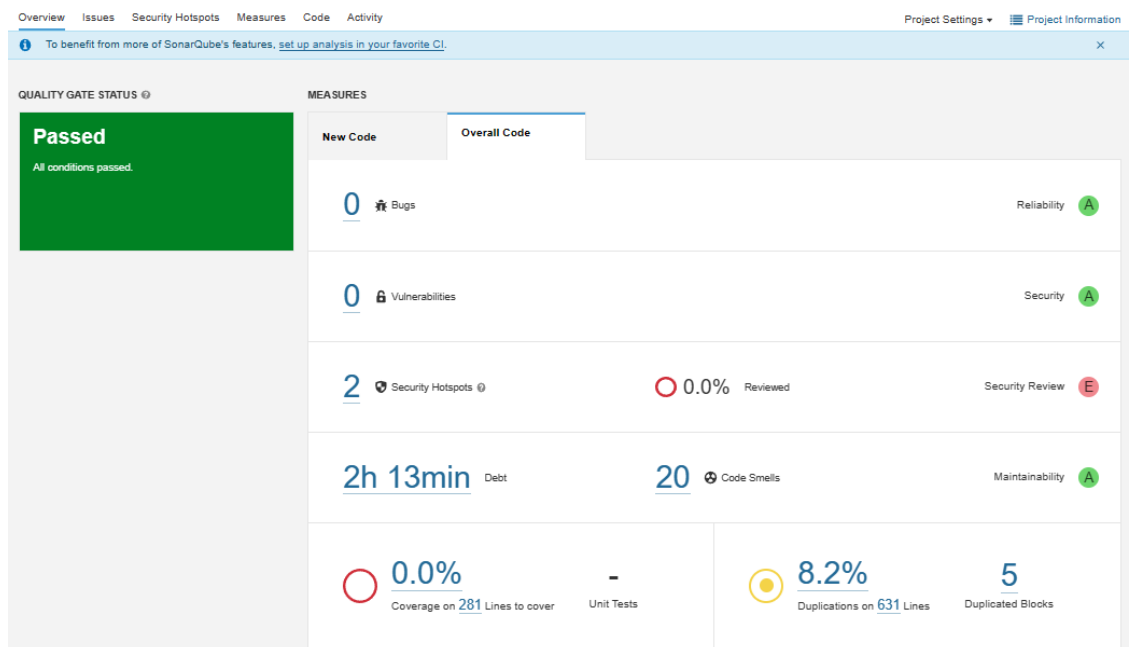 Overview Issues Security Hotspots Measures Code Activity Project Settings Project Information
To benefit from more of SonarQube's features, set up analysis in your favorite CI.
QUALITY GATE STATUS
MEASURES
Passed
All conditions passed.
New Code
Overall Code
0 Bugs Reliability A
0 Vulnerabilities Security A
2 Security Hotspots 0.0% Reviewed Security Review E
2h 13min Debt 20 Code Smells Maintainability A
0.0%
Coverage on 281 Lines to cover
-
Unit Tests
8.2%
Duplications on 631 Lines
5
Duplicated Blocks